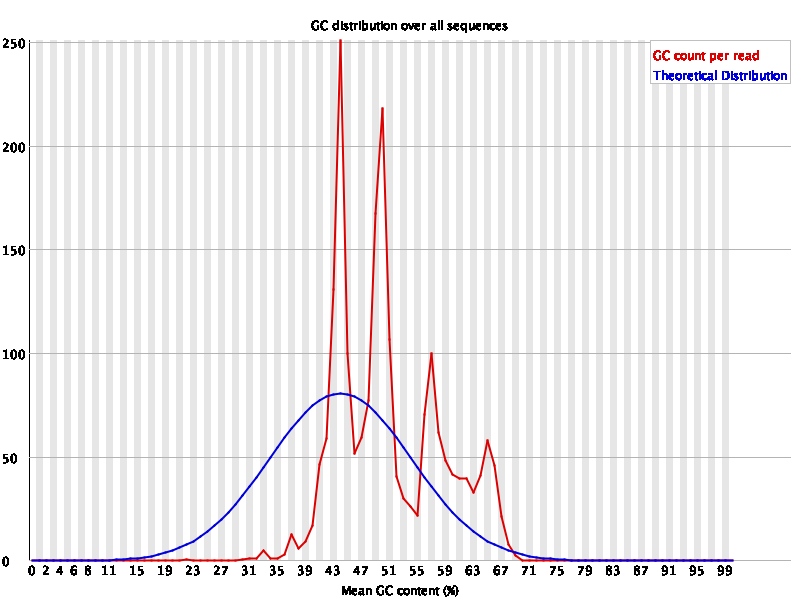 GC distribution over all sequences
GC count per read
Theoretical Distribution
250
200
150
100
50
0
0 2 4 6 8 11 15 19 23 27 31 35 39 43 47 51 55 59 63 67 71 75 79 83 87 91 95 99
Mean GC content (%)